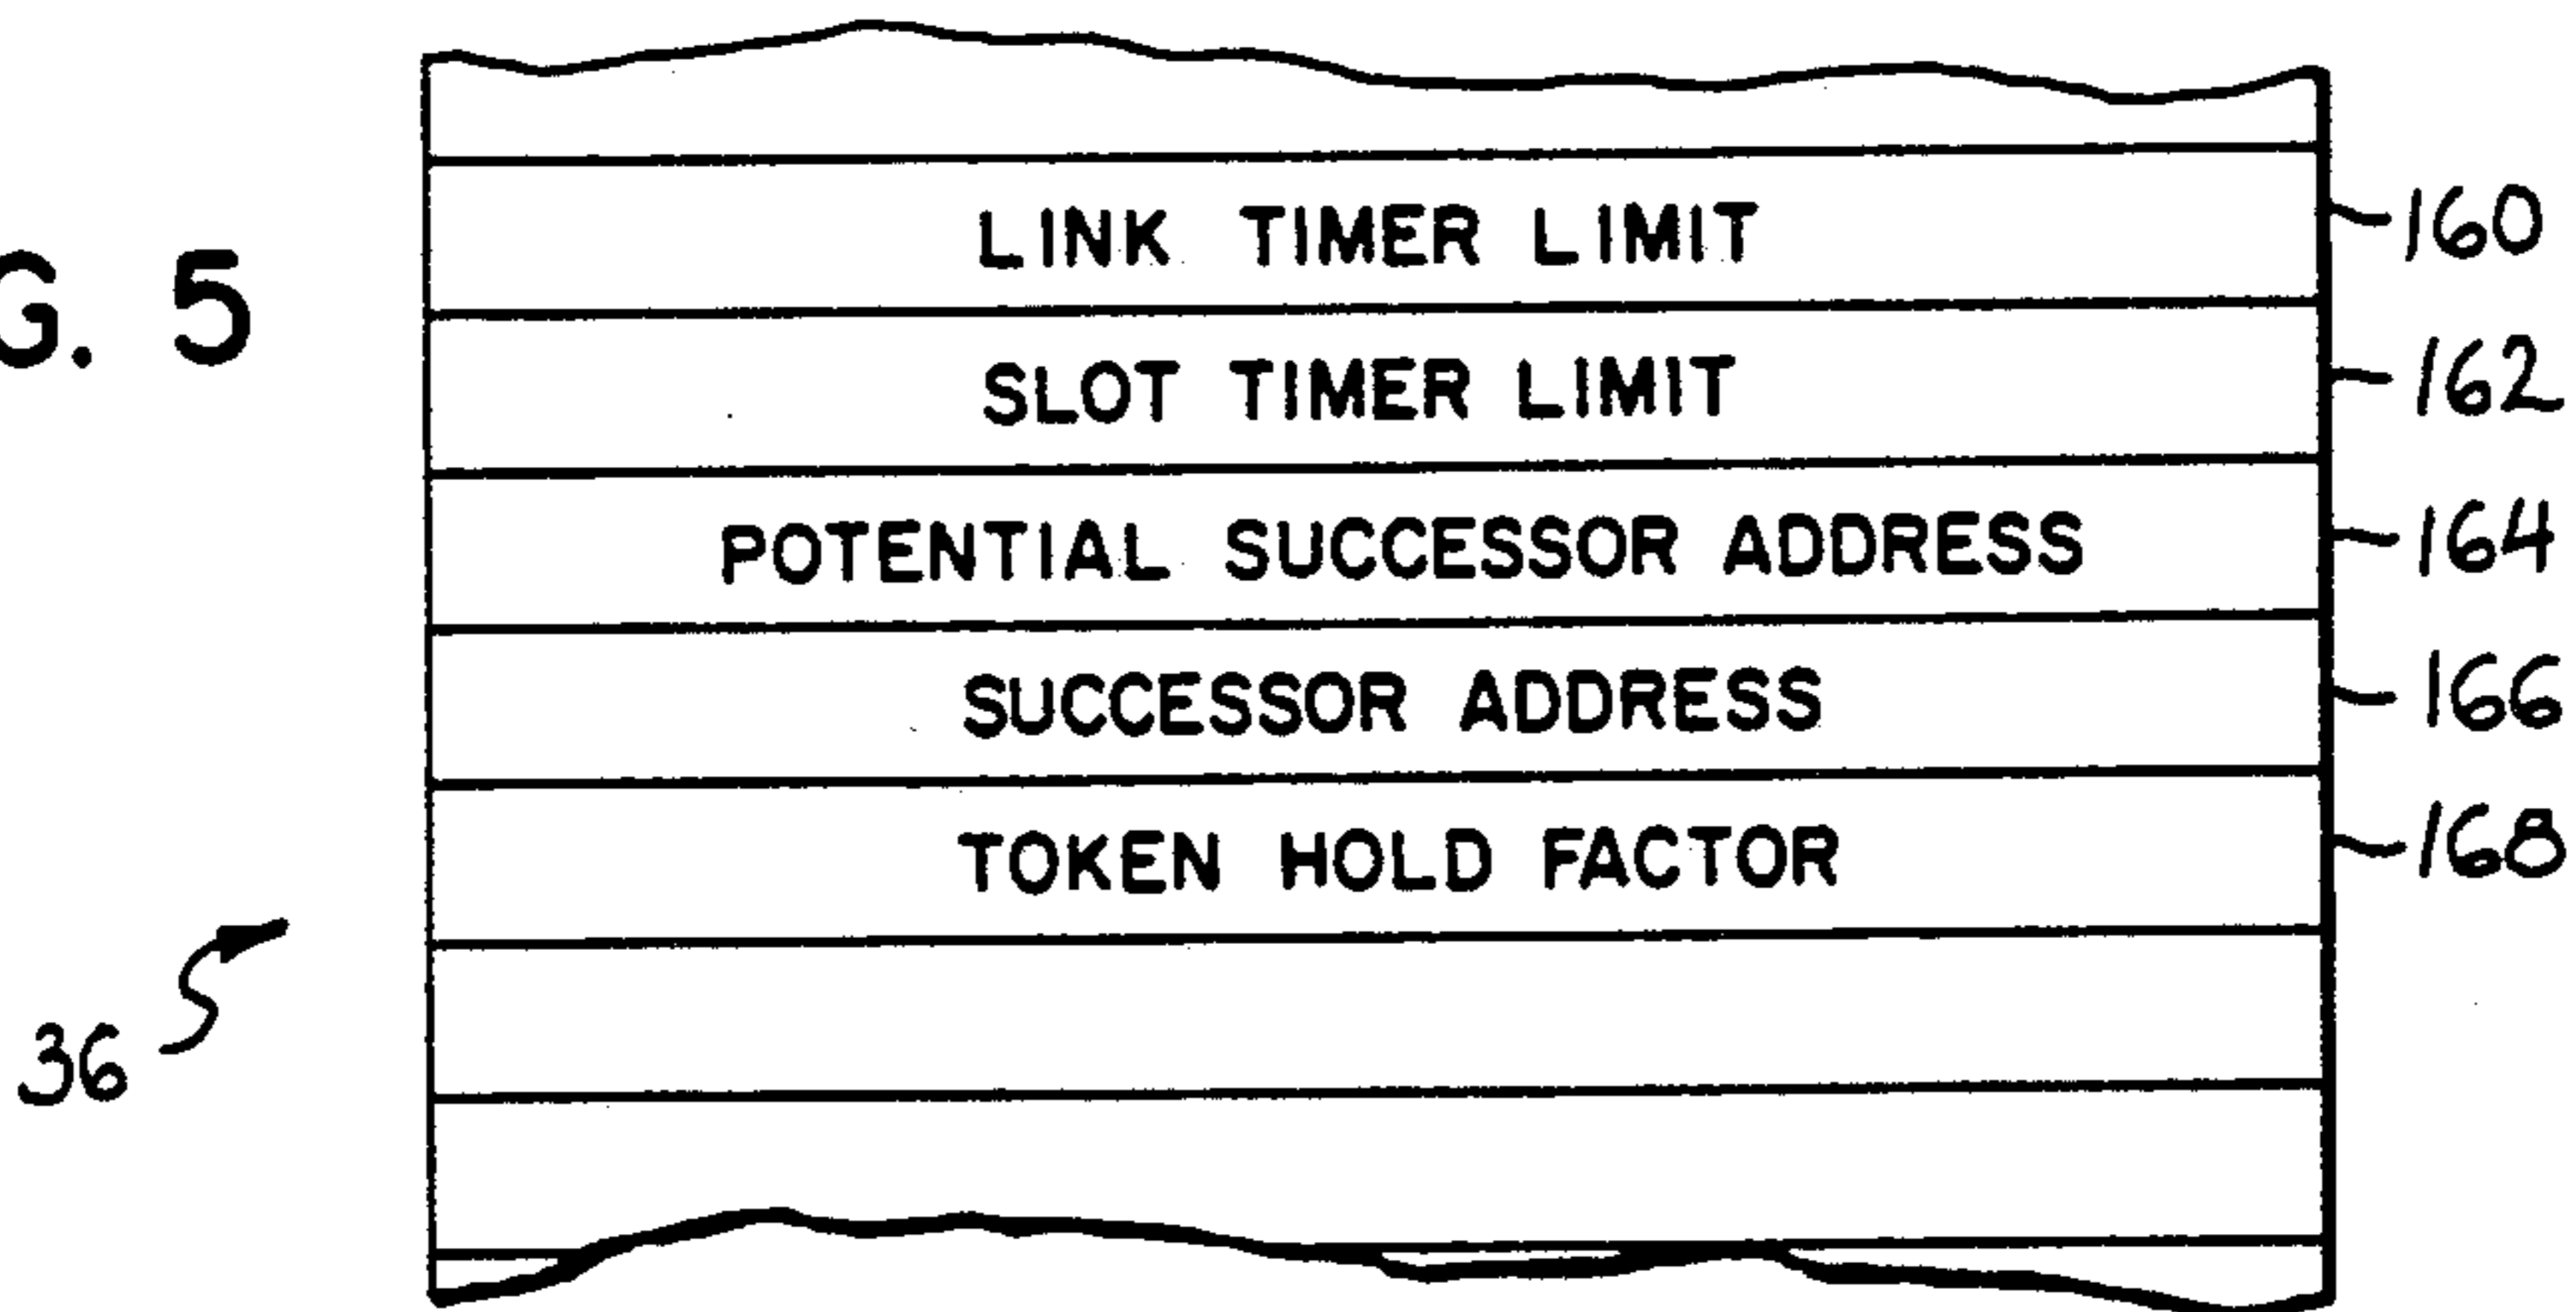 G. 5
LINK TIMER LIMIT 160
SLOT TIMER LIMIT 162
POTENTIAL SUCCESSOR ADDRESS 164
SUCCESSOR ADDRESS 166
TOKEN HOLD FACTOR 168
36